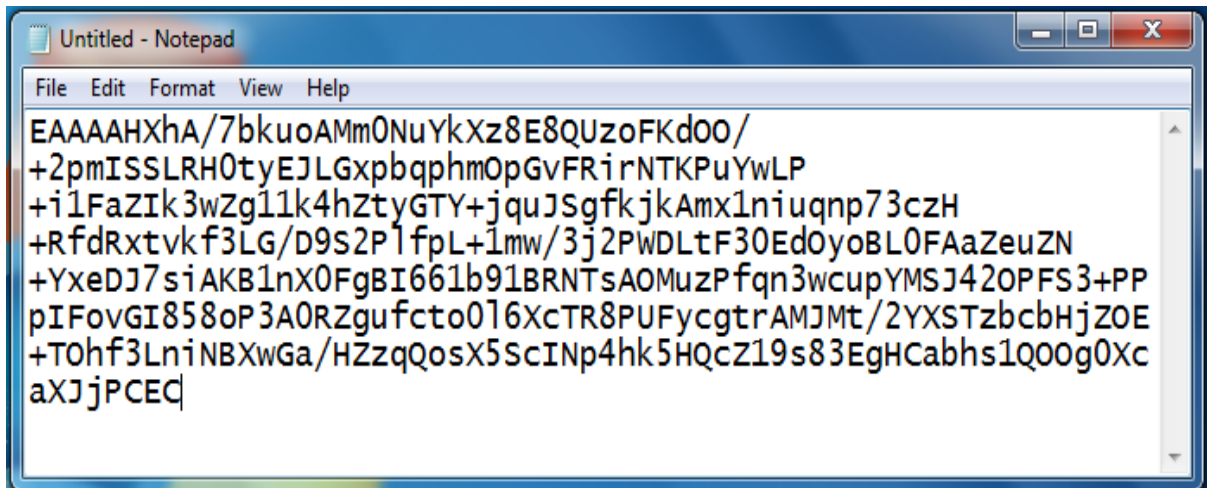 Untitled - Notepad
File Edit Format View Help
EAAAAHXhA/7bkuoAMm0NuYkXz8E8QUzoFKdOO/
+2pmISSLRH0tyEJLGxpbqphmOpGvFRirNTKPuYwLP
+i1FaZIk3wZg11k4hZtyGTY+jquJSgfkjkAmx1niuqnp73czH
+RfdRxtvkf3LG/D9S2PlfpL+1mw/3j2PWDLtF30EdOyoBL0FAaZeuZN
+YxeDJ7siAKB1nX0FgBI661b91BRNTsAOMuzPfqn3wcupYMSJ42OPFS3+PP
pIFovGI858oP3A0RZgufcto0l6XcTR8PUFycgtrAMJMt/2YXSTzbcbHjZOE
+TOhf3LniNBXwGa/HZzqQosX5ScINp4hk5HQcZ19s83EgHCabhs1QOOg0Xc
aXJjPCEC